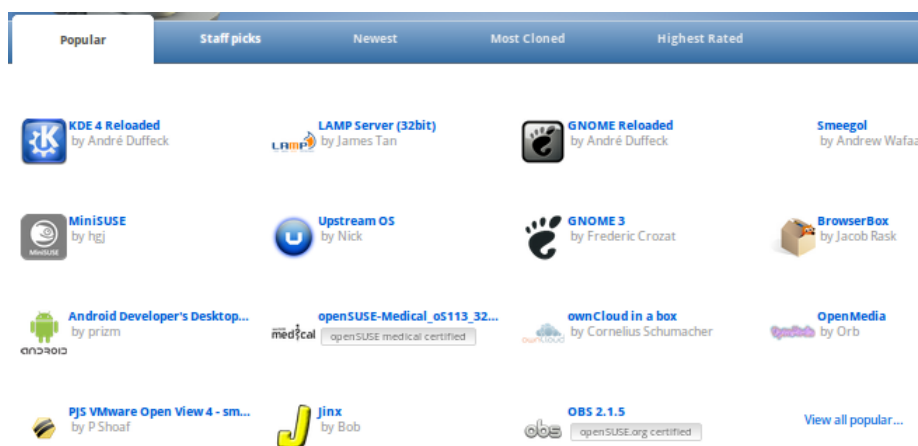 Popular Staff picks Newest Most Cloned Highest Rated
KDE 4 Reloaded
by André Duffeck
LAMP
LAMP Server (32bit)
by James Tan
GNOME Reloaded
by André Duffeck
Smeegol
by Andrew Wafaa
MiniSUSE
MiniSUSE
by hgj
Upstream OS
by Nick
GNOME 3
by Frederic Crozat
BrowserBox
by Jacob Rask
android
Android Developer's Desktop...
by prizm
medical
openSUSE-Medical_oS113_32...
openSUSE medical certified
ownCloud
ownCloud in a box
by Cornelius Schumacher
OpenMedia
by Orb
PJS VMware Open View 4 - sm...
by P Shoaf
Jinx
by Bob
obs
OBS 2.1.5
openSUSE.org certified
View all popular...